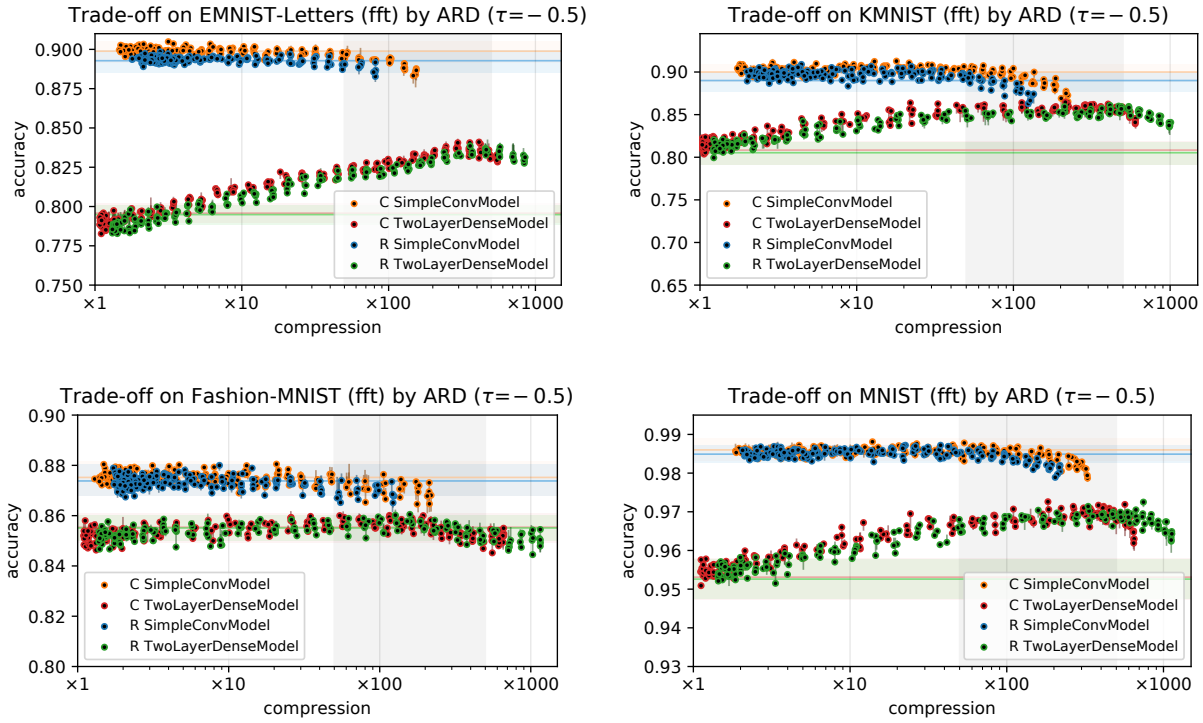 Trade-off on EMNIST-Letters (fft) by ARD (τ=−0.5)
0.900
0.875
0.850
0.825
0.800
0.775
0.750
accuracy
C SimpleConvModel
C TwoLayerDenseModel
R SimpleConvModel
R TwoLayerDenseModel
×1
×10
×100
×1000
compression
Trade-off on KMNIST (fft) by ARD (τ=−0.5)
0.90
0.85
0.80
0.75
0.70
0.65
accuracy
C SimpleConvModel
C TwoLayerDenseModel
R SimpleConvModel
R TwoLayerDenseModel
×1
×10
×100
×1000
compression
Trade-off on Fashion-MNIST (fft) by ARD (τ=−0.5)
0.90
0.88
0.86
0.84
0.82
0.80
accuracy
C SimpleConvModel
C TwoLayerDenseModel
R SimpleConvModel
R TwoLayerDenseModel
×1
×10
×100
×1000
compression
Trade-off on MNIST (fft) by ARD (τ=−0.5)
0.99
0.98
0.97
0.96
0.95
0.94
0.93
accuracy
C SimpleConvModel
C TwoLayerDenseModel
R SimpleConvModel
R TwoLayerDenseModel
×1
×10
×100
×1000
compression